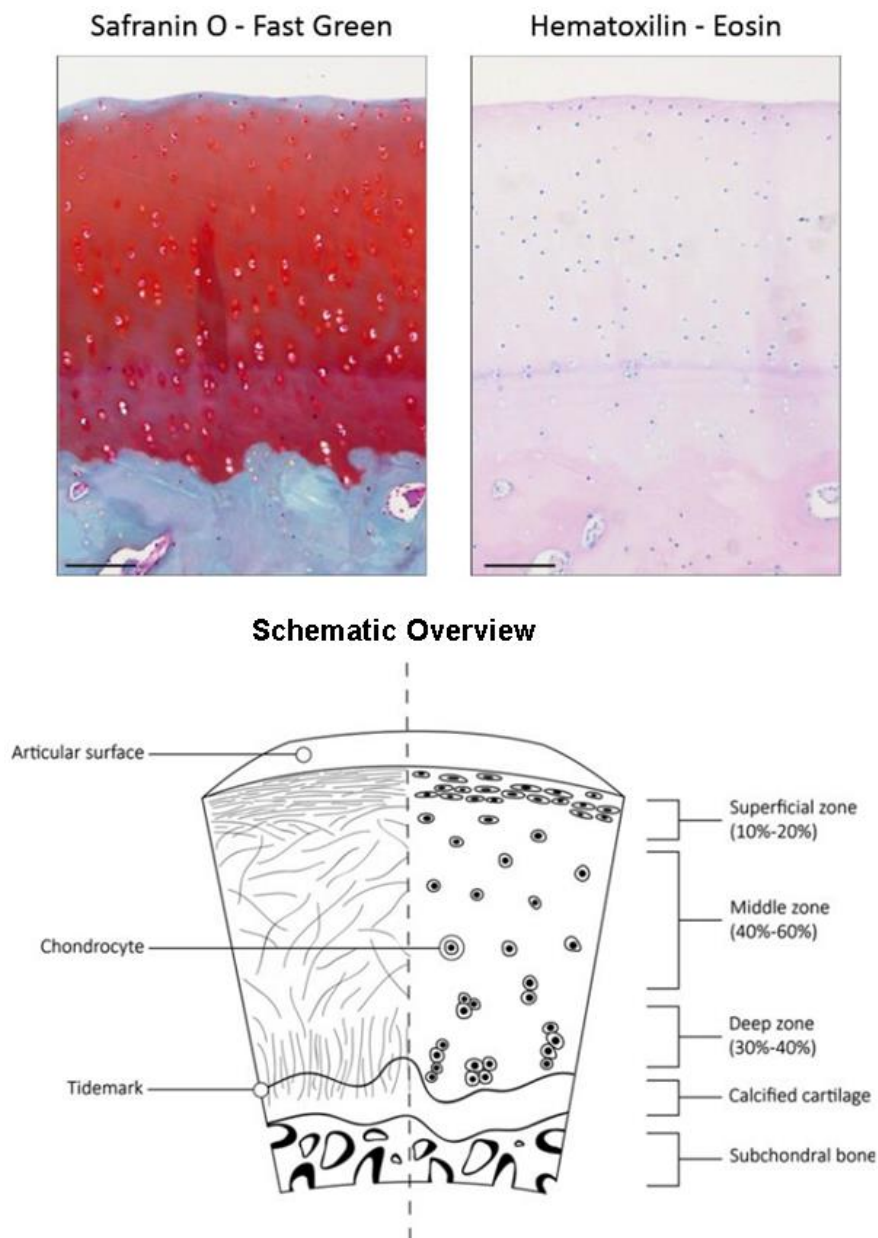 Safranin O - Fast Green
Hematoxilin - Eosin
Schematic Overview
Articular surface
Superficial zone
(10%-20%)
Middle zone
(40%-60%)
Chondrocyte
Deep zone
(30%-40%)
Tidemark
Calcified cartilage
Subchondral bone